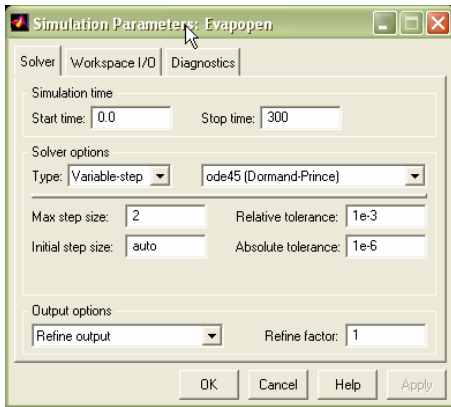 Simulation Parameters: Evapopen
Solver Workspace I/O Diagnostics
Simulation time
Start time: 0.0 Stop time: 300
Solver options
Type: Variable-step ode45 (Dormand-Prince)
Max step size: 2 Relative tolerance: 1e-3
Initial step size: auto Absolute tolerance: 1e-6
Output options
Refine output Refine factor: 1
OK Cancel Help Apply